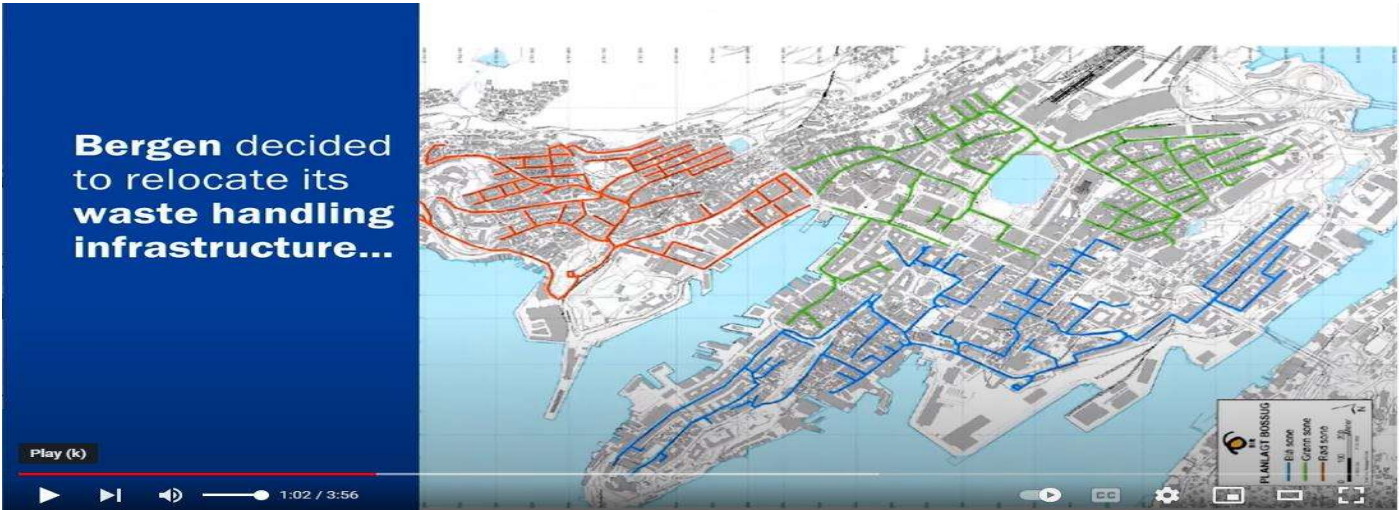 Bergen decided
to relocate its
waste handling
infrastructure...
PLANLAGT BOSSUG
Blå sone
Grønn sone
Rød sone
N
Play (k)
1:02 / 3:56
CC